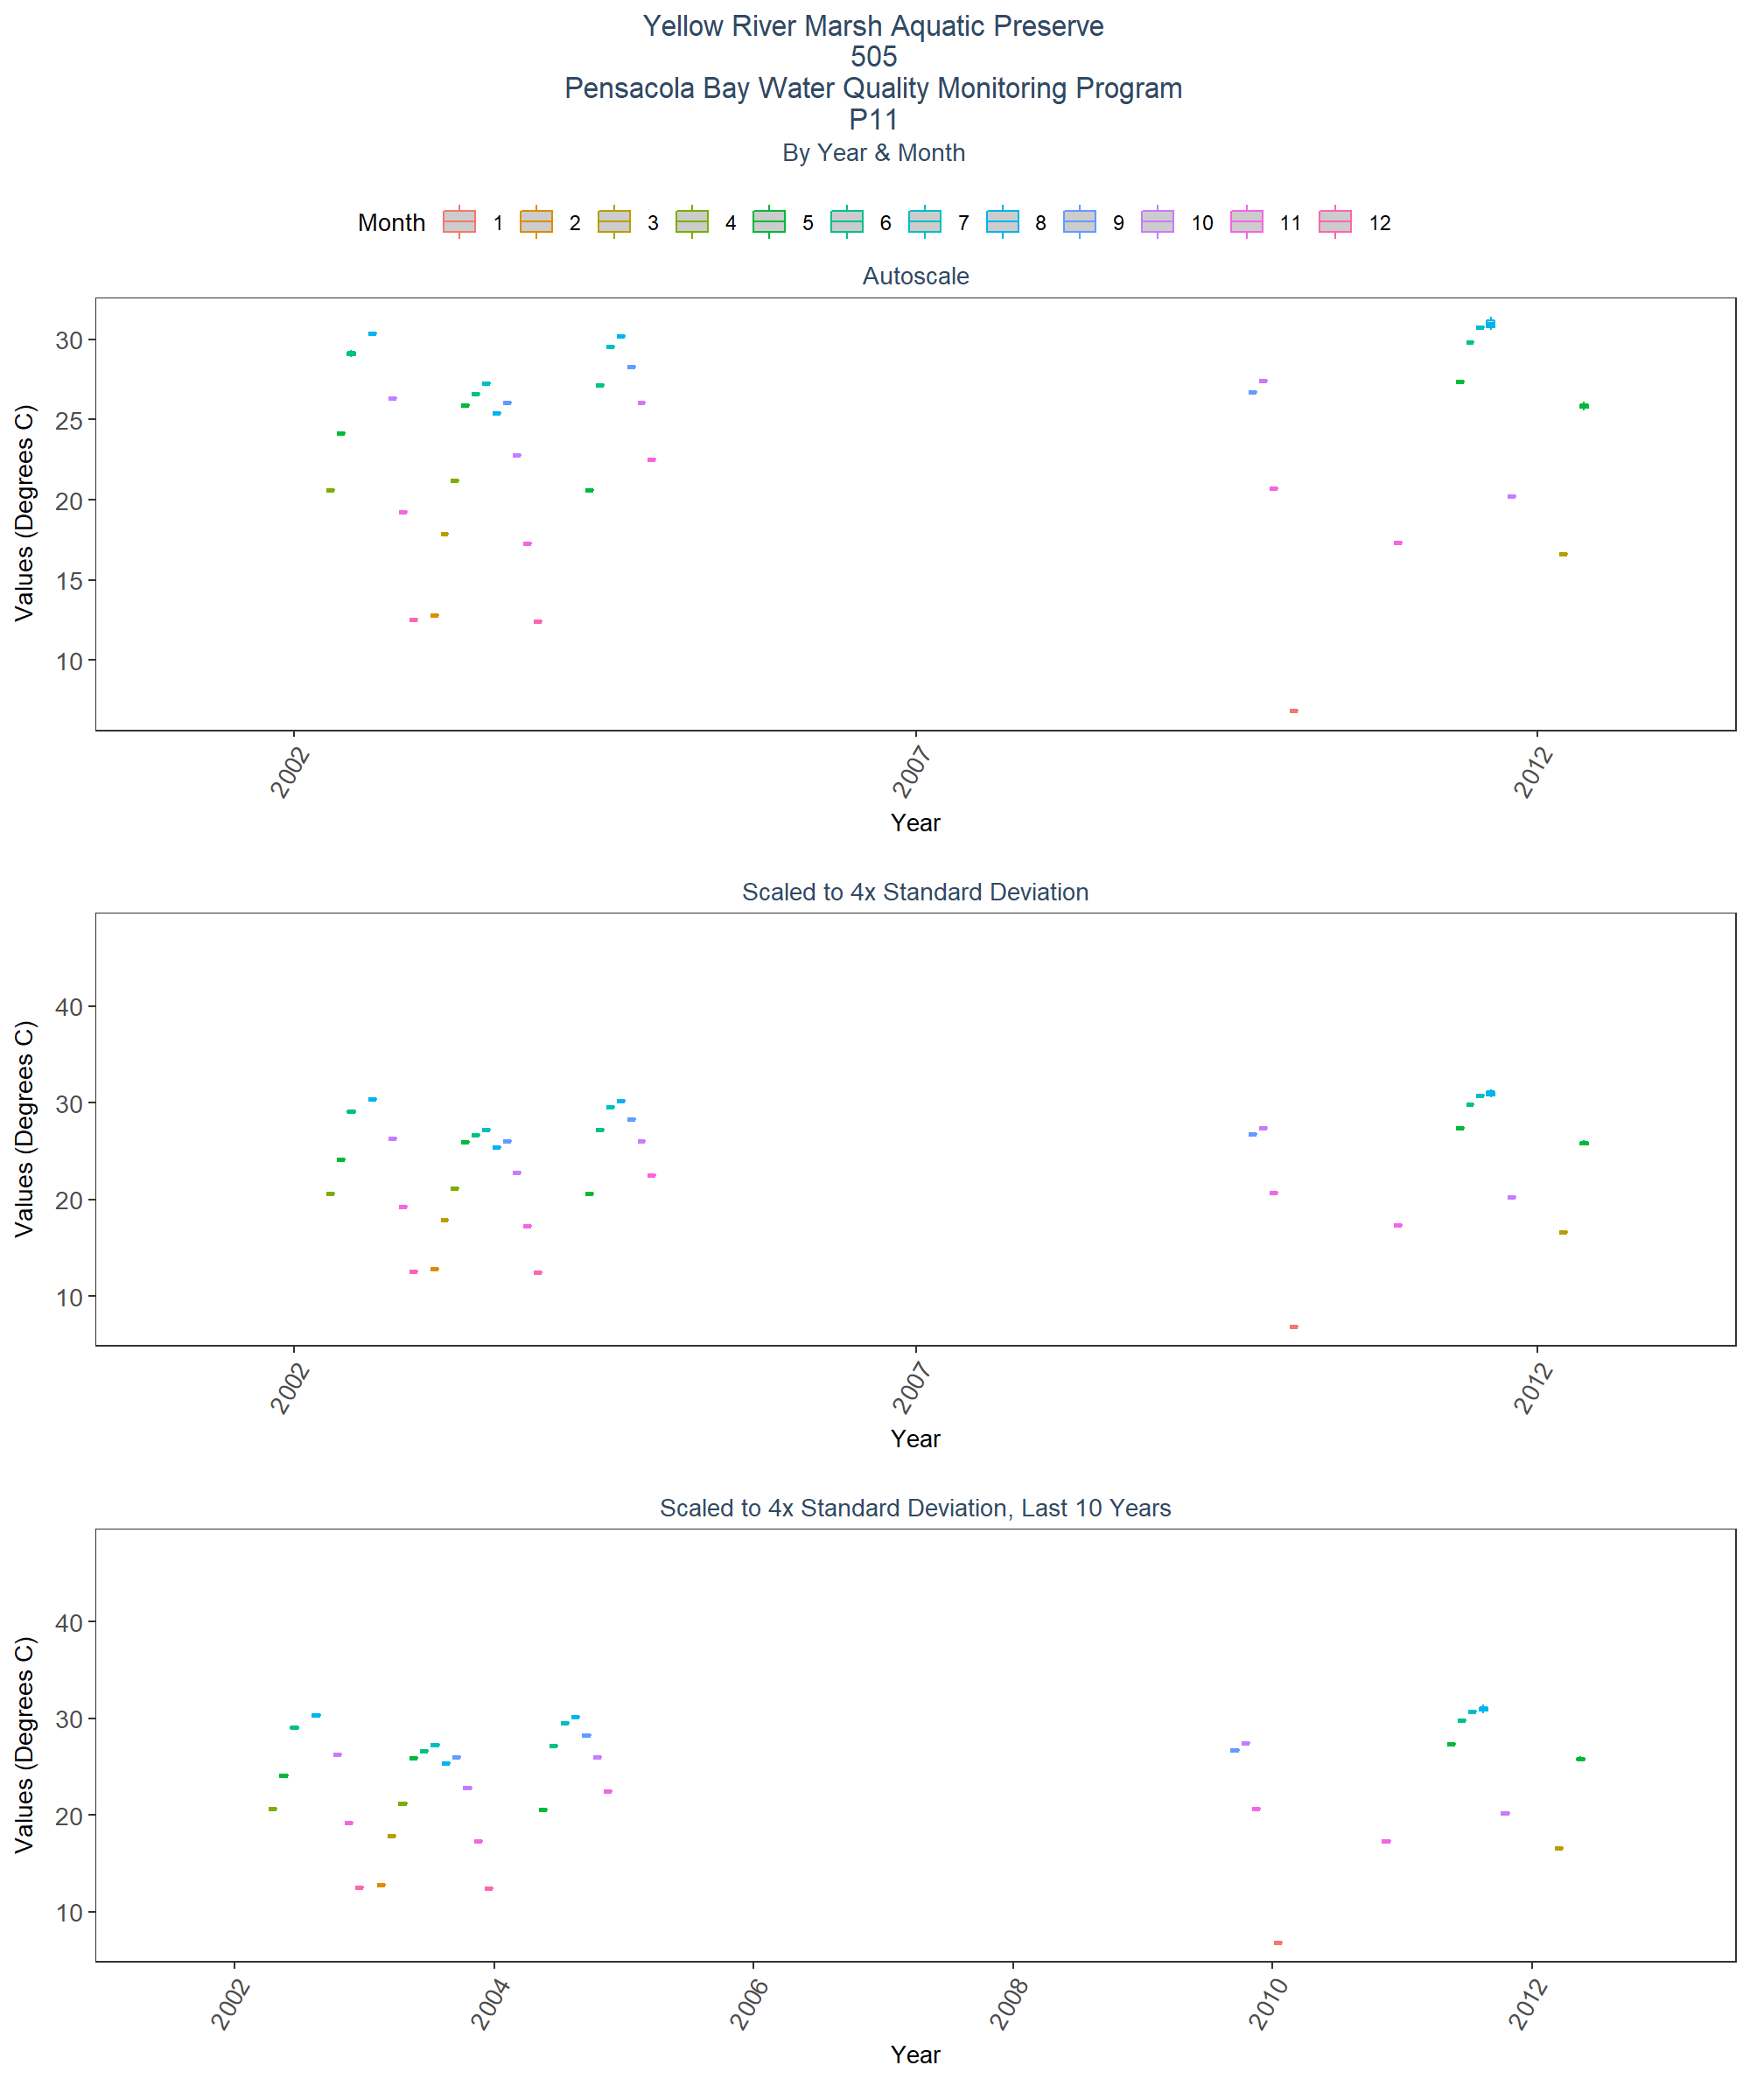 Yellow River Marsh Aquatic Preserve
505
Pensacola Bay Water Quality Monitoring Program
P11
By Year & Month
Month 1 2 3 4 5 6 7 8 9 10 11 12
Autoscale
Values (Degrees C)
30
25
20
15
10
2002 2007 2012
Year
Scaled to 4x Standard Deviation
Values (Degrees C)
40
30
20
10
2002 2007 2012
Year
Scaled to 4x Standard Deviation, Last 10 Years
Values (Degrees C)
40
30
20
10
2002 2004 2006 2008 2010 2012
Year